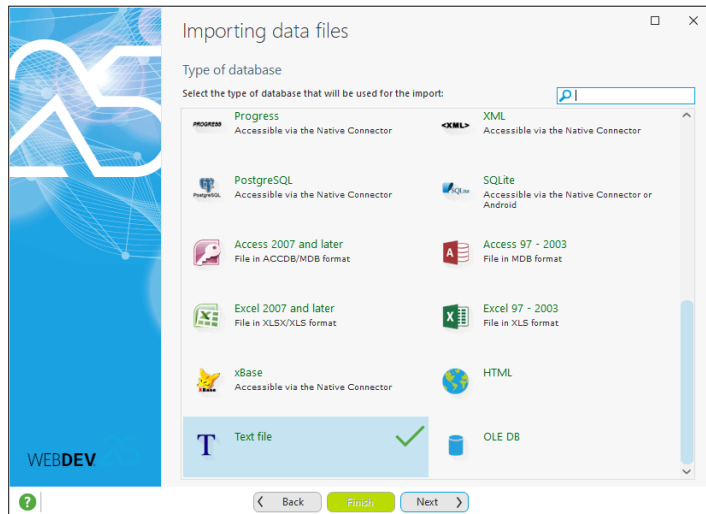 Importing data files
Type of database
Select the type of database that will be used for the import:
PROGRESS
Progress
Accessible via the Native Connector
<XML>
XML
Accessible via the Native Connector
PostgreSQL
PostgreSQL
Accessible via the Native Connector
SQLite
SQLite
Accessible via the Native Connector or
Android
Access 2007 and later
File in ACCDB/MDB format
A
Access 97 - 2003
File in MDB format
Excel 2007 and later
File in XLSX/XLS format
X
Excel 97 - 2003
File in XLS format
xBase
xBase
Accessible via the Native Connector
HTML
T
Text file
OLE DB
WEBDEV 25
?
Back
Finish
Next